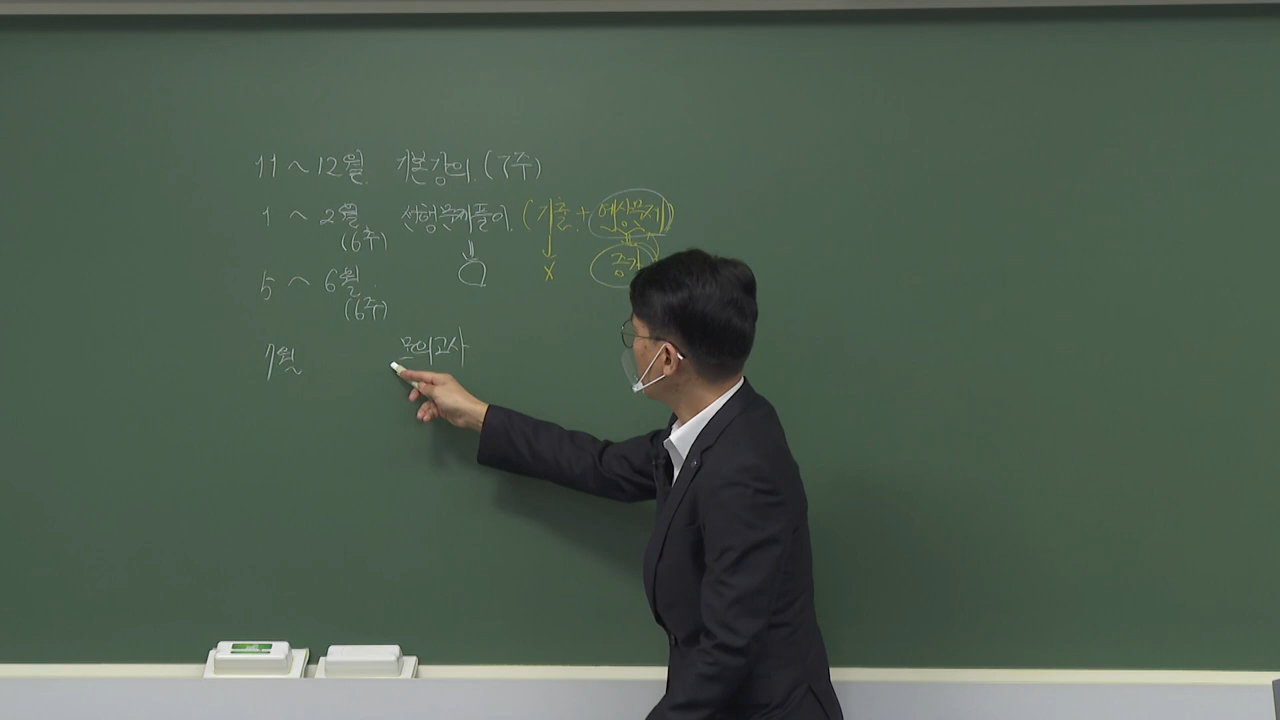 11 ~ 12월 기본강의. (7주)
1 ~ 2월 선행문제풀이. (기출 + 예상문제)
(6주) X
5 ~ 6월
(6주)
7월~ 모의고사